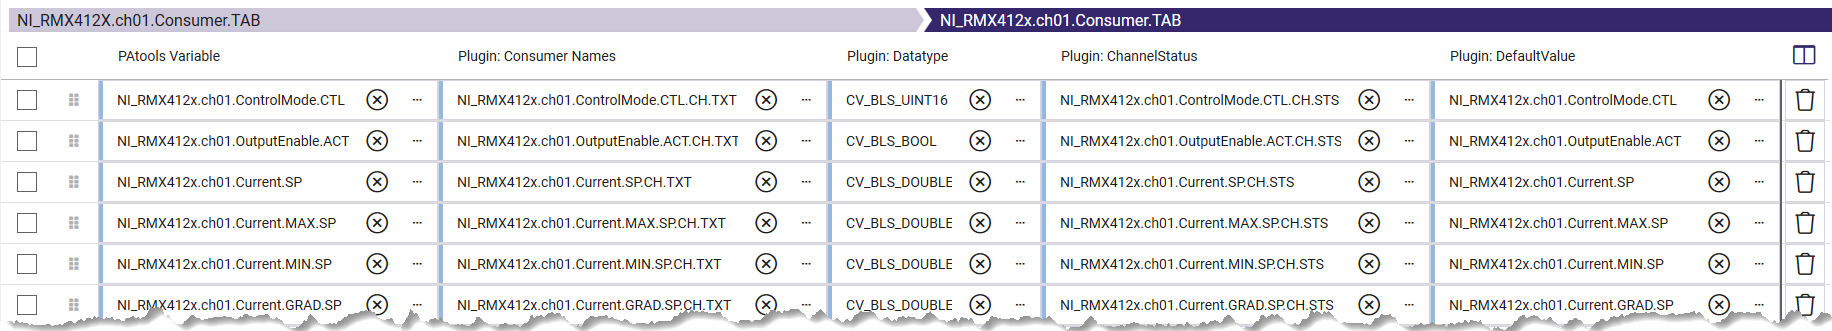 NI_RMX412X.ch01.Consumer.TAB NI_RMX412x.ch01.Consumer.TAB
PAtools Variable Plugin: Consumer Names Plugin: Datatype Plugin: ChannelStatus Plugin: DefaultValue
NI_RMX412x.ch01.ControlMode.CTL NI_RMX412x.ch01.ControlMode.CTL.CH.TXT CV_BLS_UINT16 NI_RMX412x.ch01.ControlMode.CTL.CH.STS NI_RMX412x.ch01.ControlMode.CTL
NI_RMX412x.ch01.OutputEnable.ACT NI_RMX412x.ch01.OutputEnable.ACT.CH.TXT CV_BLS_BOOL NI_RMX412x.ch01.OutputEnable.ACT.CH.STS NI_RMX412x.ch01.OutputEnable.ACT
NI_RMX412x.ch01.Current.SP NI_RMX412x.ch01.Current.SP.CH.TXT CV_BLS_DOUBLE NI_RMX412x.ch01.Current.SP.CH.STS NI_RMX412x.ch01.Current.SP
NI_RMX412x.ch01.Current.MAX.SP NI_RMX412x.ch01.Current.MAX.SP.CH.TXT CV_BLS_DOUBLE NI_RMX412x.ch01.Current.MAX.SP.CH.STS NI_RMX412x.ch01.Current.MAX.SP
NI_RMX412x.ch01.Current.MIN.SP NI_RMX412x.ch01.Current.MIN.SP.CH.TXT CV_BLS_DOUBLE NI_RMX412x.ch01.Current.MIN.SP.CH.STS NI_RMX412x.ch01.Current.MIN.SP
NI_RMX412x.ch01.Current.GRAD.SP NI_RMX412x.ch01.Current.GRAD.SP.CH.TXT CV_BLS_DOUBLE NI_RMX412x.ch01.Current.GRAD.SP.CH.STS NI_RMX412x.ch01.Current.GRAD.SP